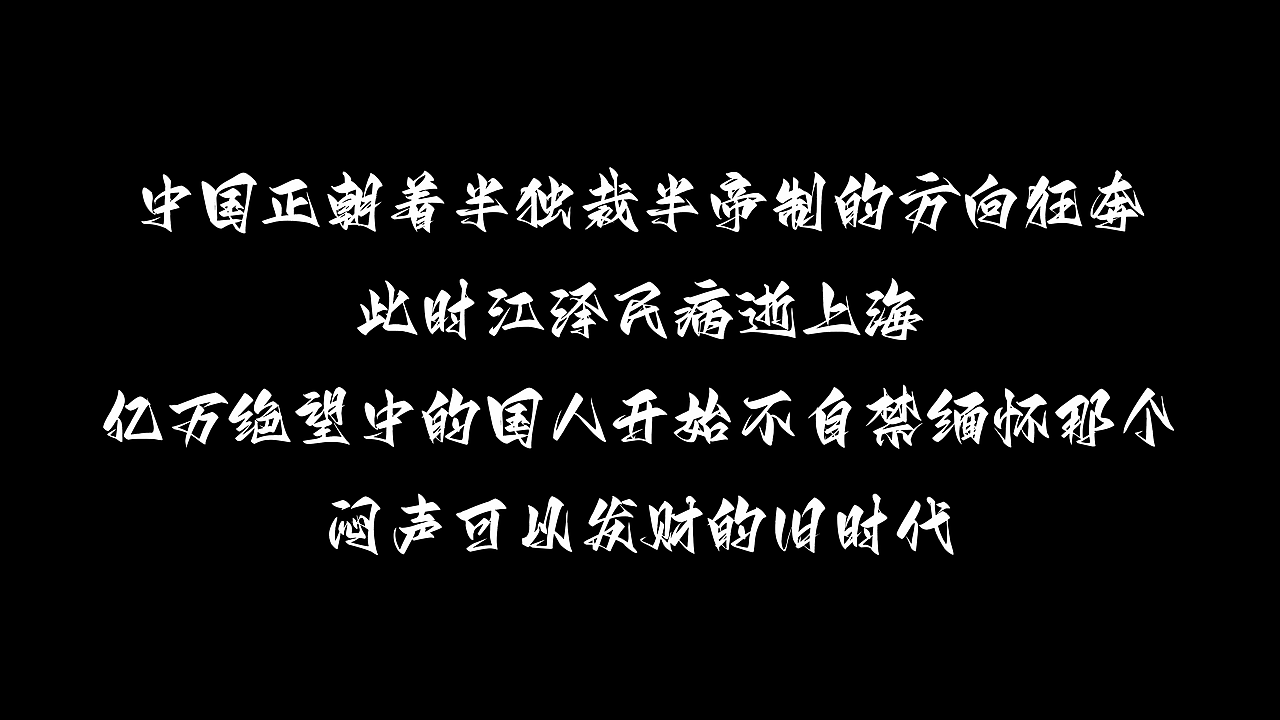 中国正朝着半独裁半帝制的方向狂奔
此时江泽民病逝上海
亿万绝望中的国人开始不自禁缅怀那个
闷声可以发财的旧时代